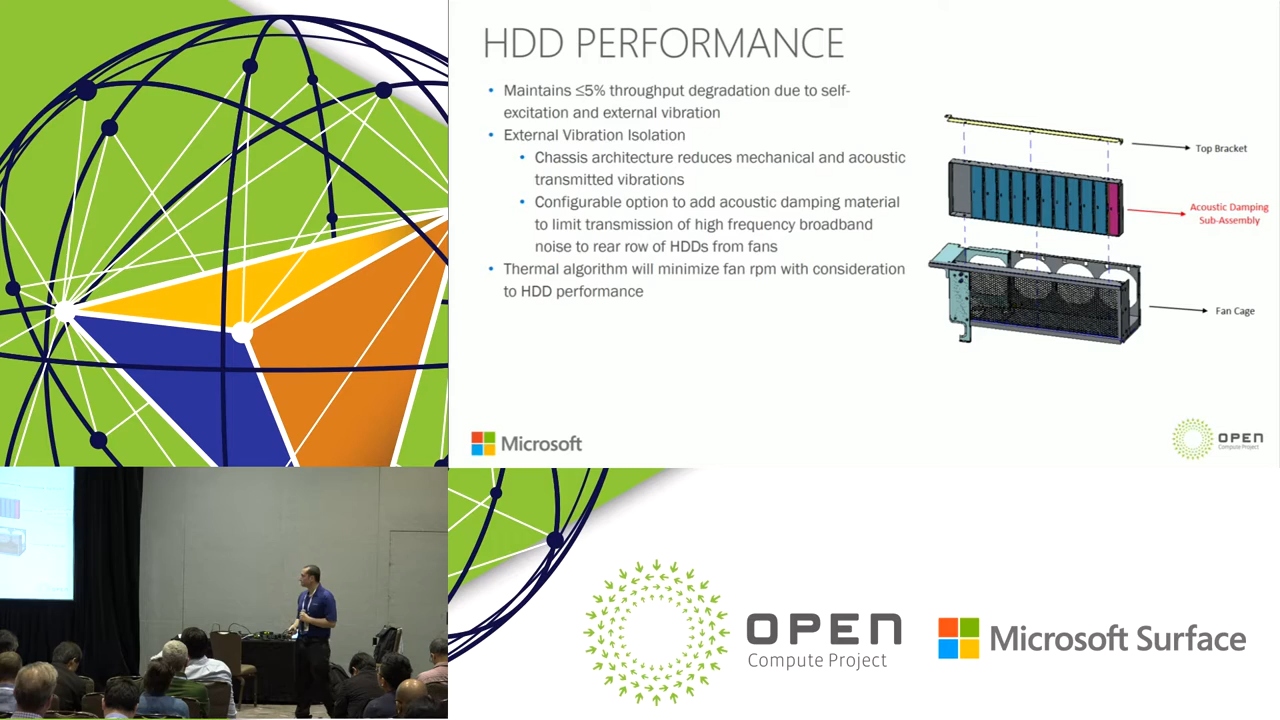 HDD PERFORMANCE
• Maintains ≤5% throughput degradation due to self-
excitation and external vibration
• External Vibration Isolation
• Chassis architecture reduces mechanical and acoustic
transmitted vibrations
• Configurable option to add acoustic damping material
to limit transmission of high frequency broadband
noise to rear row of HDDs from fans
• Thermal algorithm will minimize fan rpm with consideration
to HDD performance
Top Bracket
Acoustic Damping
Sub-Assembly
Fan Cage
Microsoft
OPEN
Compute Project
OPEN
Compute Project
Microsoft Surface